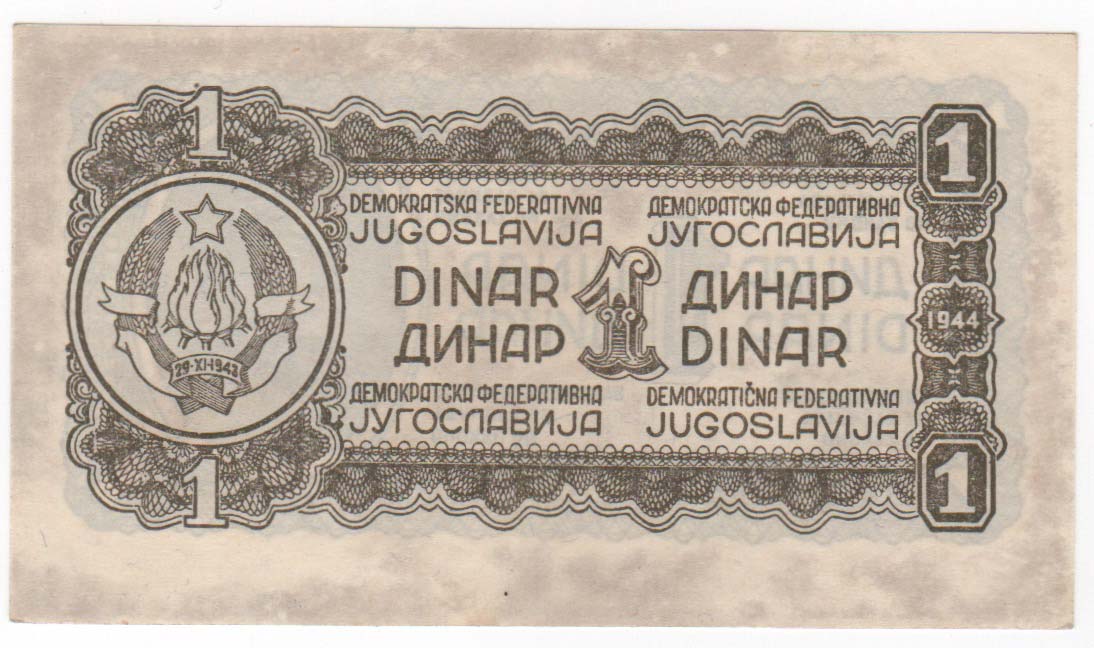 1
1
DEMOKRATSKA FEDERATIVNA
JUGOSLAVIJA
ДЕМОКРАТСКА ФЕДЕРАТИВНА
ЈУГОСЛАВИЈА
DINAR
ДИНАР
1
ДИНАР
DINAR
1944
29·XI·1943
ДЕМОКРАТСКА ФЕДЕРАТИВНА
ЈУГОСЛАВИЈА
DEMOKRATIČNA FEDERATIVNA
JUGOSLAVIJA
1
1